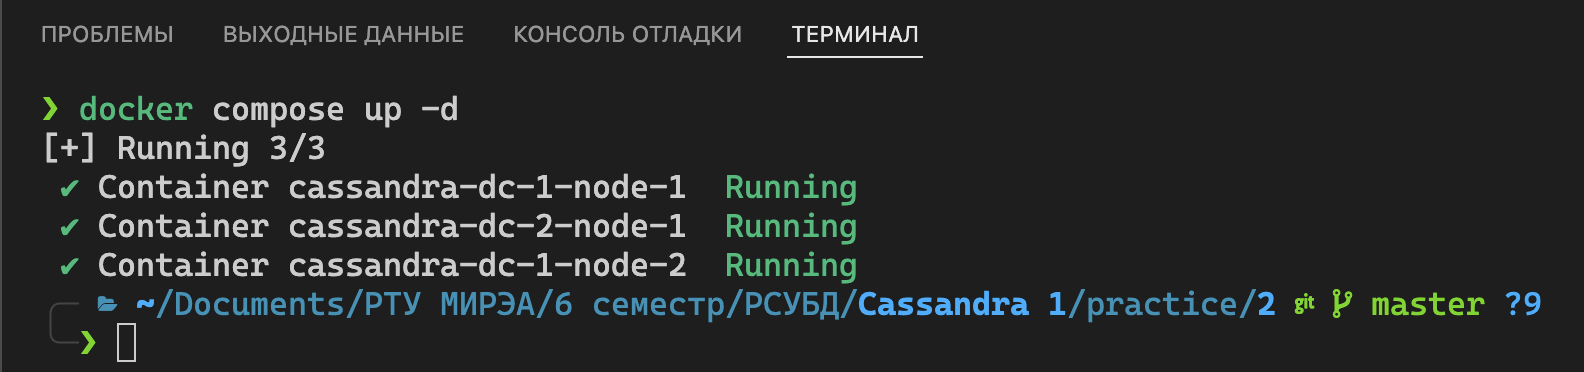 ПРОБЛЕМЫ ВЫХОДНЫЕ ДАННЫЕ КОНСОЛЬ ОТЛАДКИ ТЕРМИНАЛ
❯ docker compose up -d
[+] Running 3/3
✔ Container cassandra-dc-1-node-1 Running
✔ Container cassandra-dc-2-node-1 Running
✔ Container cassandra-dc-1-node-2 Running
~/Documents/РТУ МИРЭА/6 семестр/РСУБД/Cassandra 1/practice/2 git master ?9
❯